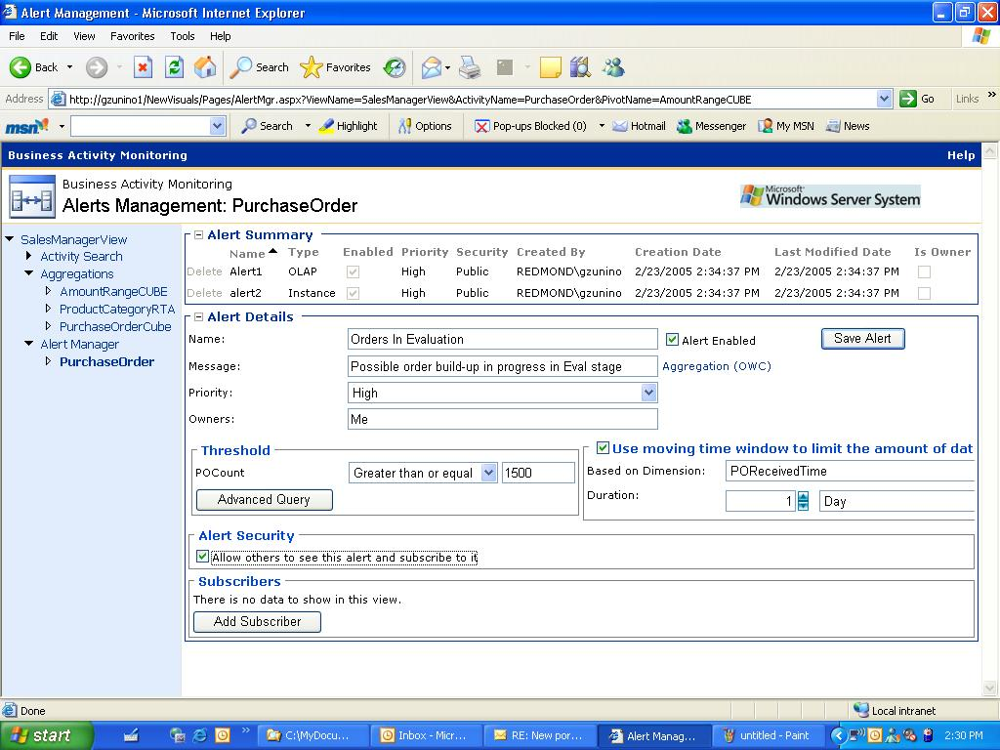 Alert Management - Microsoft Internet Explorer
File Edit View Favorites Tools Help
Back Search Favorites
Address http://gzunino1/NewVisuals/Pages/AlertMgr.aspx?ViewName=SalesManagerView&ActivityName=PurchaseOrder&PivotName=AmountRangeCUBE Go Links »
msn Search Highlight Options Pop-ups Blocked (0) Hotmail Messenger My MSN News
Business Activity Monitoring Help
Business Activity Monitoring
Alerts Management: PurchaseOrder
Microsoft
Windows Server System
SalesManagerView
Activity Search
Aggregations
AmountRangeCUBE
ProductCategoryRTA
PurchaseOrderCube
Alert Manager
PurchaseOrder
Alert Summary
Name Type Enabled Priority Security Created By Creation Date Last Modified Date Is Owner
Delete Alert1 OLAP High Public REDMOND\gzunino 2/23/2005 2:34:37 PM 2/23/2005 2:34:37 PM
Delete alert2 Instance High Public REDMOND\gzunino 2/23/2005 2:34:37 PM 2/23/2005 2:34:37 PM
Alert Details
Name: Orders In Evaluation Alert Enabled Save Alert
Message: Possible order build-up in progress in Eval stage Aggregation (OWC)
Priority: High
Owners: Me
Threshold
POCount Greater than or equal 1500
Advanced Query
Use moving time window to limit the amount of dat
Based on Dimension: POReceivedTime
Duration: 1 Day
Alert Security
Allow others to see this alert and subscribe to it
Subscribers
There is no data to show in this view.
Add Subscriber
Done Local intranet
start » C:\MyDocu... Inbox - Micr... RE: New por... Alert Manag... untitled - Paint 2:30 PM